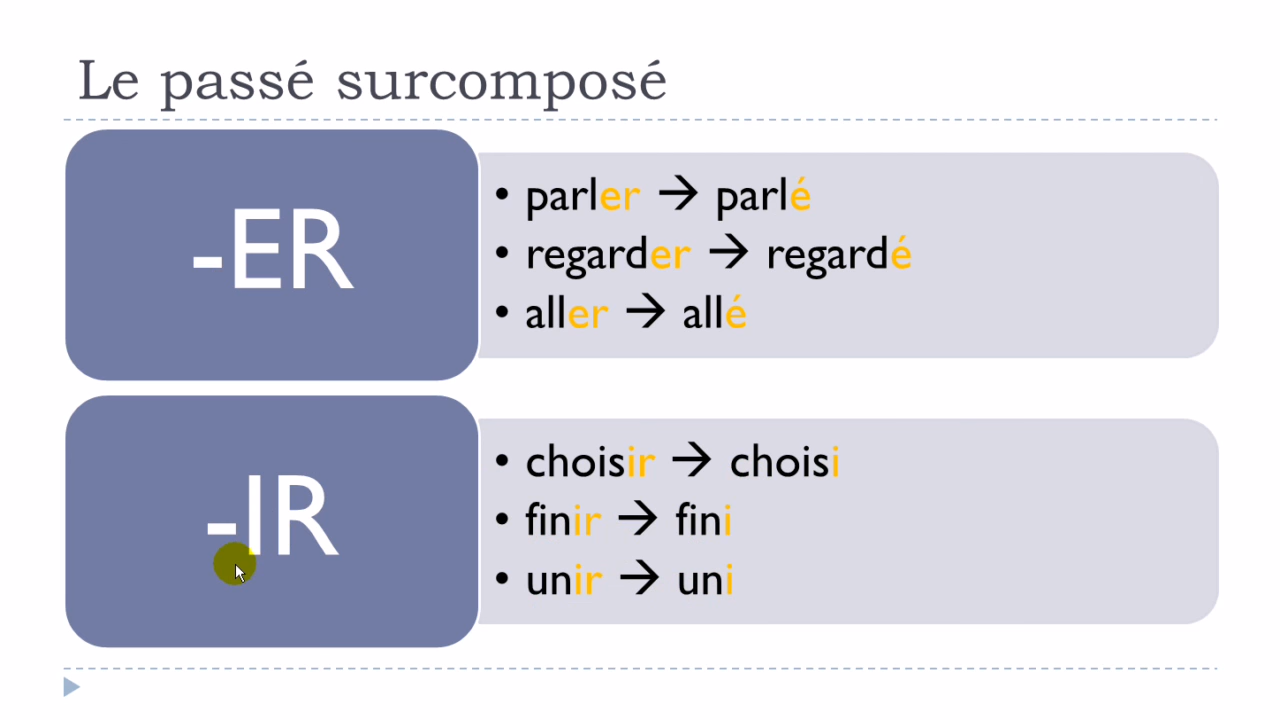 Le passé surcomposé
-ER
• parler → parlé
• regarder → regardé
• aller → allé
-IR
• choisir → choisi
• finir → fini
• unir → uni